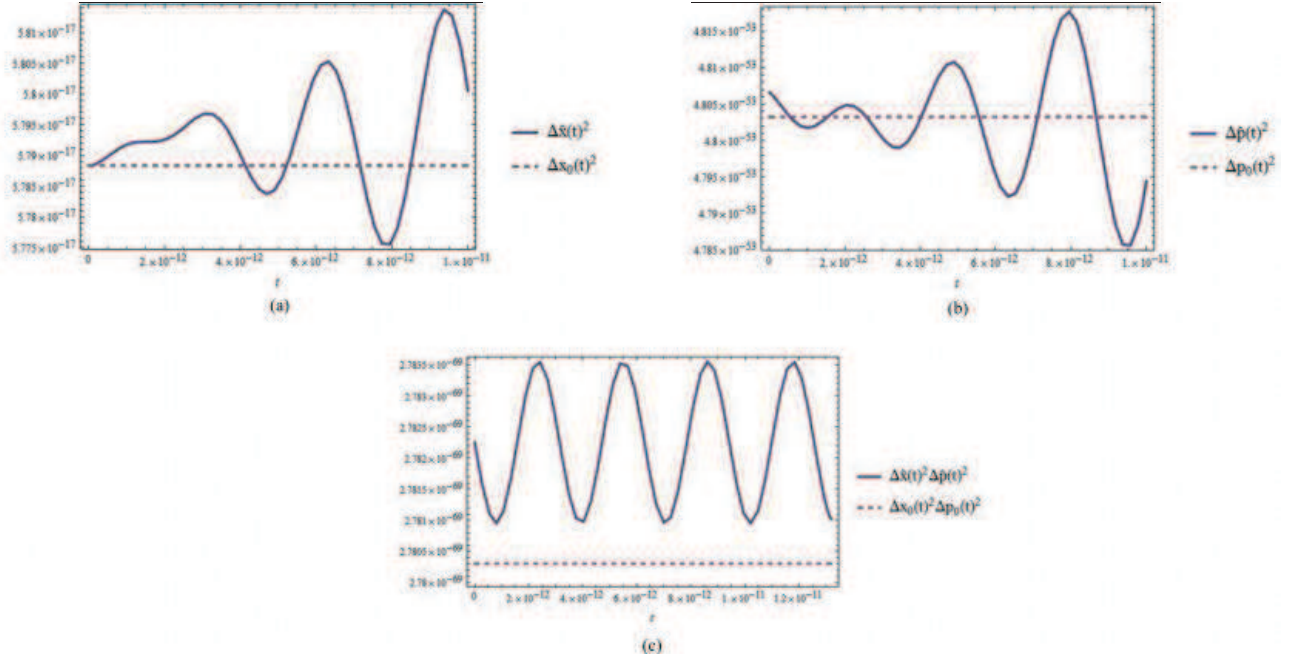 5.81×10⁻¹⁷
5.805×10⁻¹⁷
5.8×10⁻¹⁷
5.795×10⁻¹⁷
5.79×10⁻¹⁷
5.785×10⁻¹⁷
5.78×10⁻¹⁷
5.775×10⁻¹⁷
0 2.×10⁻¹² 4.×10⁻¹² 6.×10⁻¹² 8.×10⁻¹² 1.×10⁻¹¹
t
Δx̂(t)²
Δx₀(t)²
(a)
4.815×10⁻⁵³
4.81×10⁻⁵³
4.805×10⁻⁵³
4.8×10⁻⁵³
4.795×10⁻⁵³
4.79×10⁻⁵³
4.785×10⁻⁵³
0 2.×10⁻¹² 4.×10⁻¹² 6.×10⁻¹² 8.×10⁻¹² 1.×10⁻¹¹
t
Δp̂(t)²
Δp₀(t)²
(b)
2.7835×10⁻⁶⁹
2.783×10⁻⁶⁹
2.7825×10⁻⁶⁹
2.782×10⁻⁶⁹
2.7815×10⁻⁶⁹
2.781×10⁻⁶⁹
2.7805×10⁻⁶⁹
2.78×10⁻⁶⁹
0 2.×10⁻¹² 4.×10⁻¹² 6.×10⁻¹² 8.×10⁻¹² 1.×10⁻¹¹ 1.2×10⁻¹¹
t
Δx̂(t)²Δp̂(t)²
Δx₀(t)²Δp₀(t)²
(c)